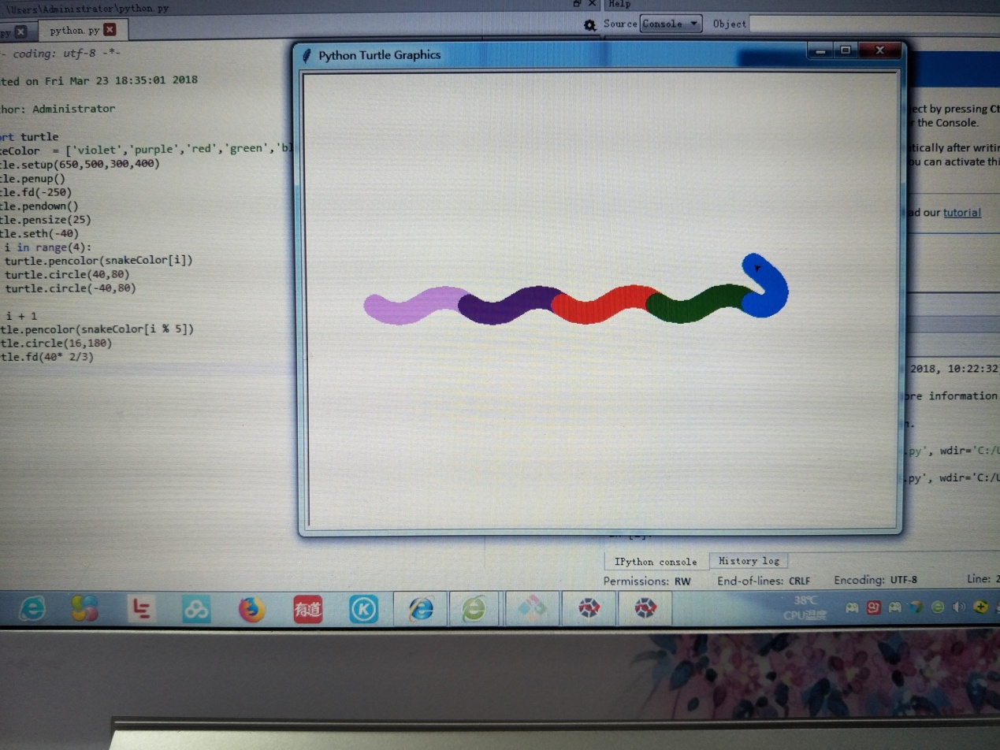 :\Users\Administrator\python.py
Help
py
python.py
Source Console Object
- coding: utf-8 -*-
Python Turtle Graphics
ted on Fri Mar 23 18:35:01 2018
hor: Administrator
ect by pressing Ct
r the Console.
rt turtle
keColor = ['violet','purple','red','green','bl
tically after writin
tle.setup(650,500,300,400)
ou can activate thi
tle.penup()
tle.fd(-250)
tle.pendown()
ad our tutorial
tle.pensize(25)
tle.seth(-40)
i in range(4):
turtle.pencolor(snakeColor[i])
turtle.circle(40,80)
turtle.circle(-40,80)
i + 1
tle.pencolor(snakeColor[i % 5])
tle.circle(16,180)
tle.fd(40* 2/3)
2018, 10:22:32
ore information.
n.
.py', wdir='C:/U
.py', wdir='C:/U
IPython console History log
Permissions: RW End-of-lines: CRLF Encoding: UTF-8 Line: 2
有道
K
38℃
CPU温度